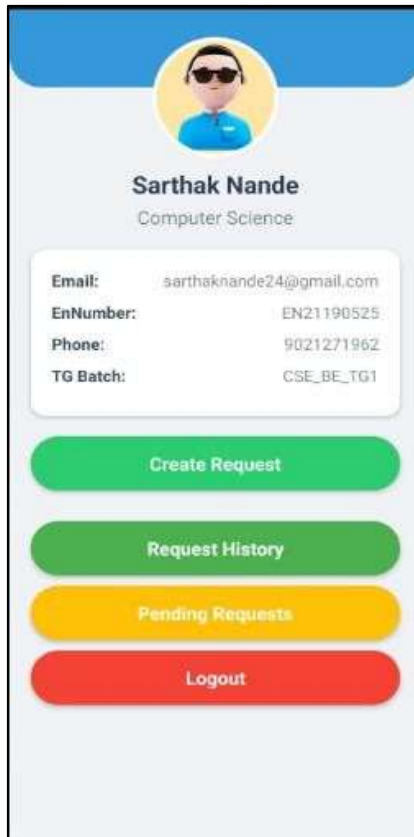 Sarthak Nande
Computer Science
Email: sarthaknande24@gmail.com
EnNumber: EN21190525
Phone: 9021271962
TG Batch: CSE_BE_TG1
Create Request
Request History
Pending Requests
Logout